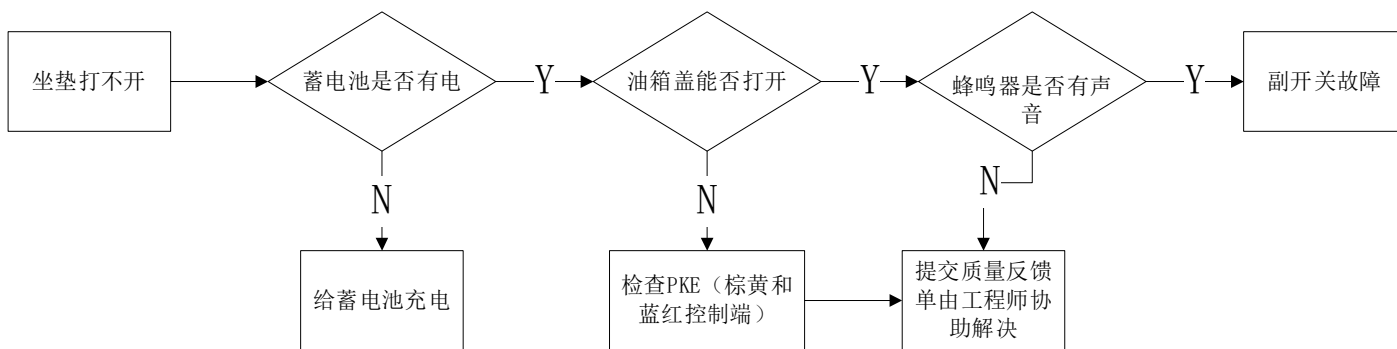 坐垫打不开
蓄电池是否有电
Y
油箱盖能否打开
Y
蜂鸣器是否有声
音
Y
副开关故障
N
N
N
给蓄电池充电
检查PKE（棕黄和
蓝红控制端）
提交质量反馈
单由工程师协
助解决